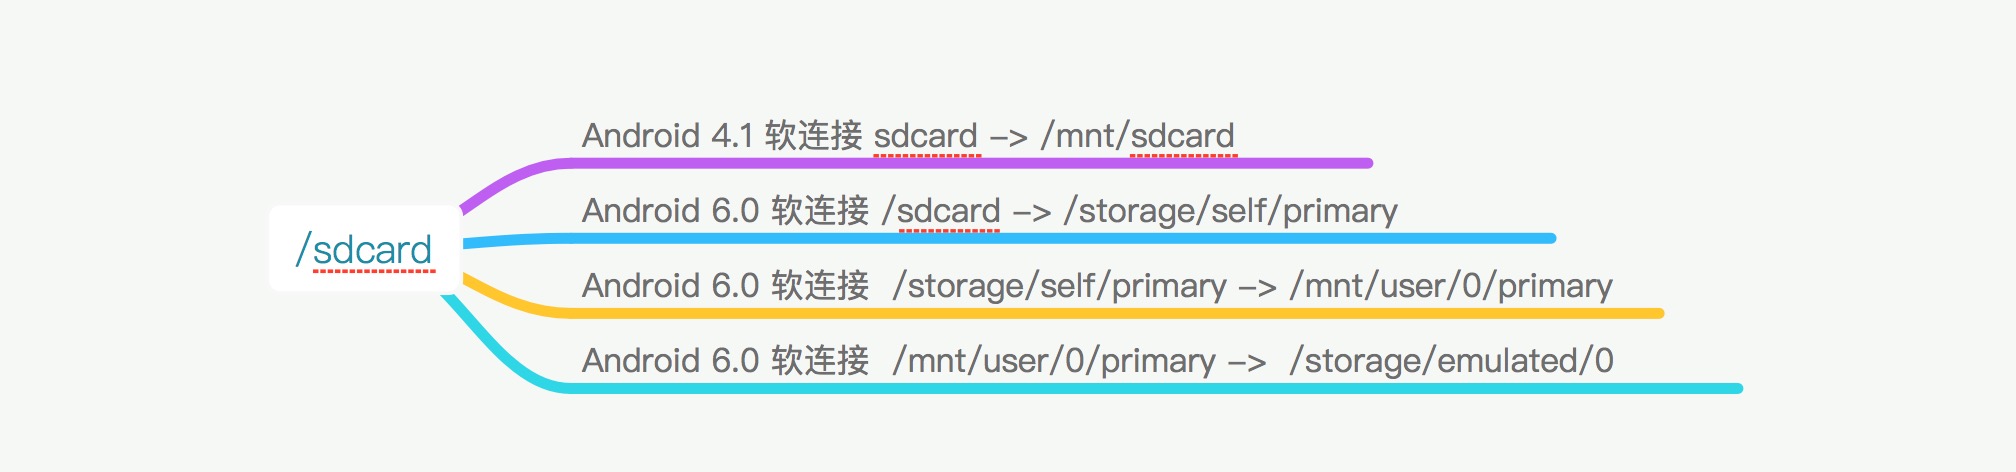 /sdcard
Android 4.1 软连接 sdcard -> /mnt/sdcard
Android 6.0 软连接 /sdcard -> /storage/self/primary
Android 6.0 软连接  /storage/self/primary -> /mnt/user/0/primary
Android 6.0 软连接  /mnt/user/0/primary ->  /storage/emulated/0